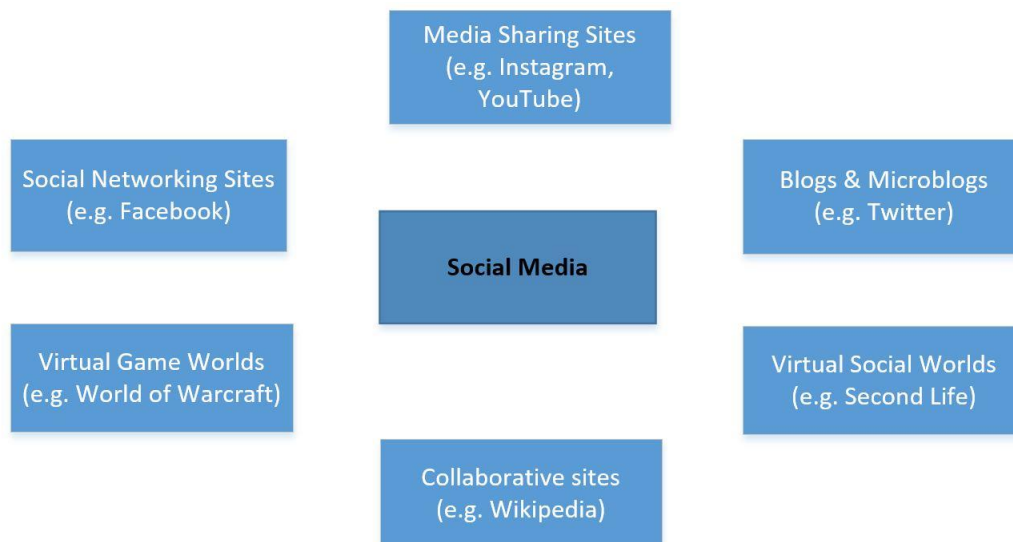 Media Sharing Sites
(e.g. Instagram,
YouTube)
Social Networking Sites
(e.g. Facebook)
Blogs & Microblogs
(e.g. Twitter)
Social Media
Virtual Game Worlds
(e.g. World of Warcraft)
Virtual Social Worlds
(e.g. Second Life)
Collaborative sites
(e.g. Wikipedia)